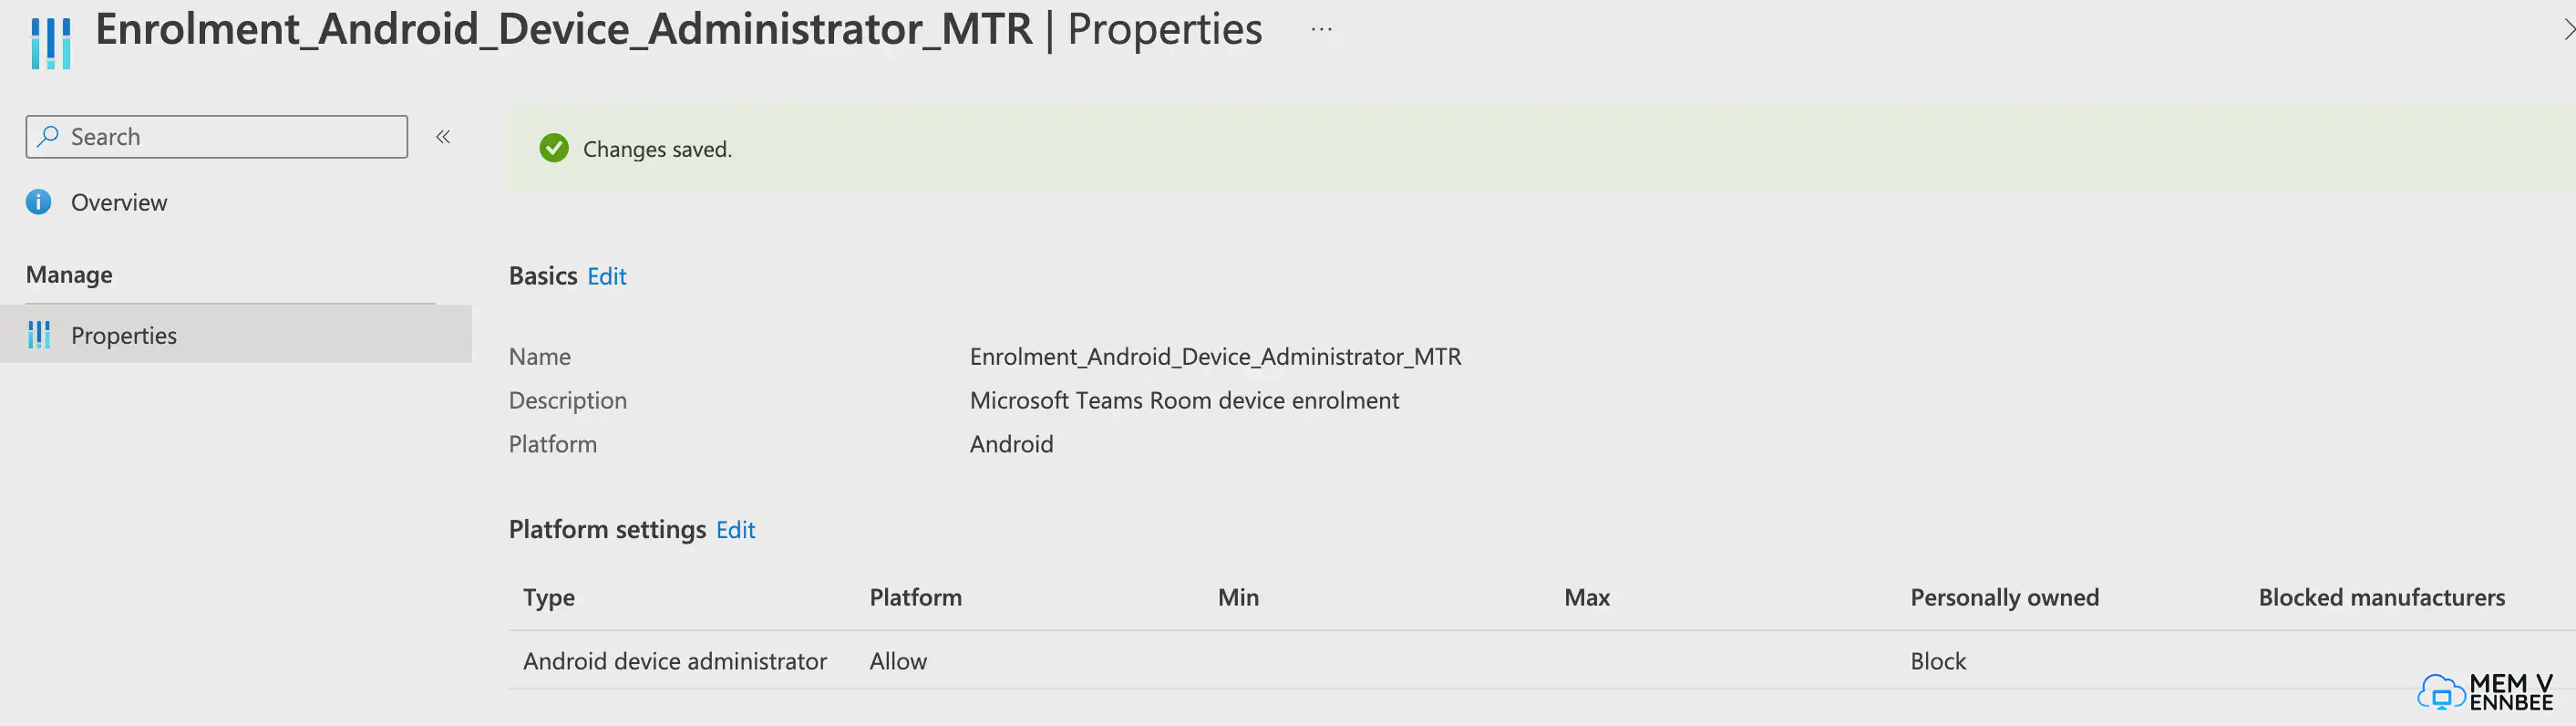 Enrolment_Android_Device_Administrator_MTR | Properties ...
Search «
Changes saved.
Overview
Manage
Properties
Basics Edit
Name Enrolment_Android_Device_Administrator_MTR
Description Microsoft Teams Room device enrolment
Platform Android
Platform settings Edit
Type Platform Min Max Personally owned Blocked manufacturers
Android device administrator Allow Block
MEM V
ENNBEE